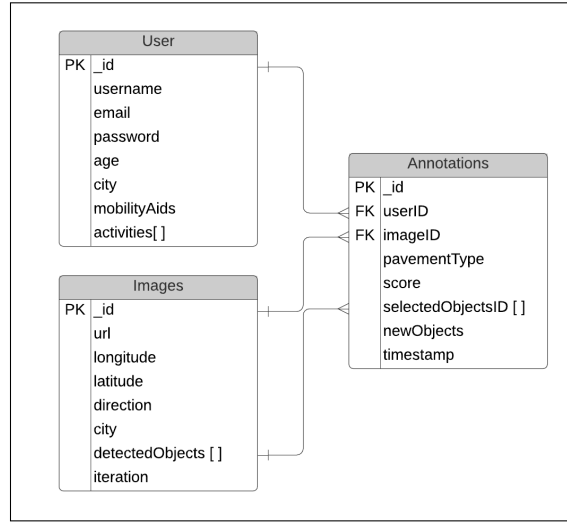 User
PK _id
username
email
password
age
city
mobilityAids
activities[ ]
Images
PK _id
url
longitude
latitude
direction
city
detectedObjects [ ]
iteration
Annotations
PK _id
FK userID
FK imageID
pavementType
score
selectedObjectsID [ ]
newObjects
timestamp